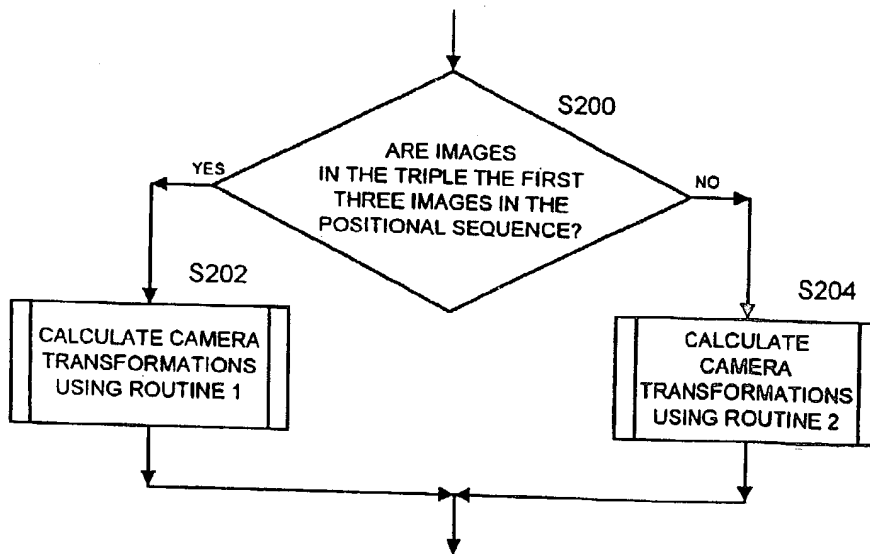 S200
ARE IMAGES
IN THE TRIPLE THE FIRST
THREE IMAGES IN THE
POSITIONAL SEQUENCE?
YES
NO
S202
CALCULATE CAMERA
TRANSFORMATIONS
USING ROUTINE 1
S204
CALCULATE
CAMERA
TRANSFORMATIONS
USING ROUTINE 2